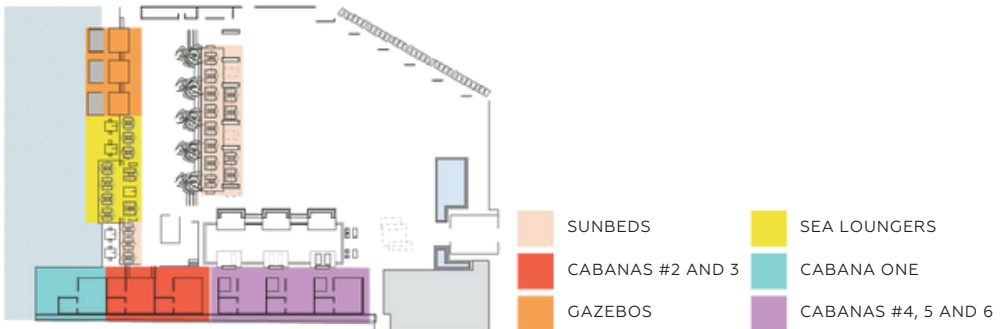 SUNBEDS
SEA LOUNGERS
CABANAS #2 AND 3
CABANA ONE
GAZEBOS
CABANAS #4, 5 AND 6